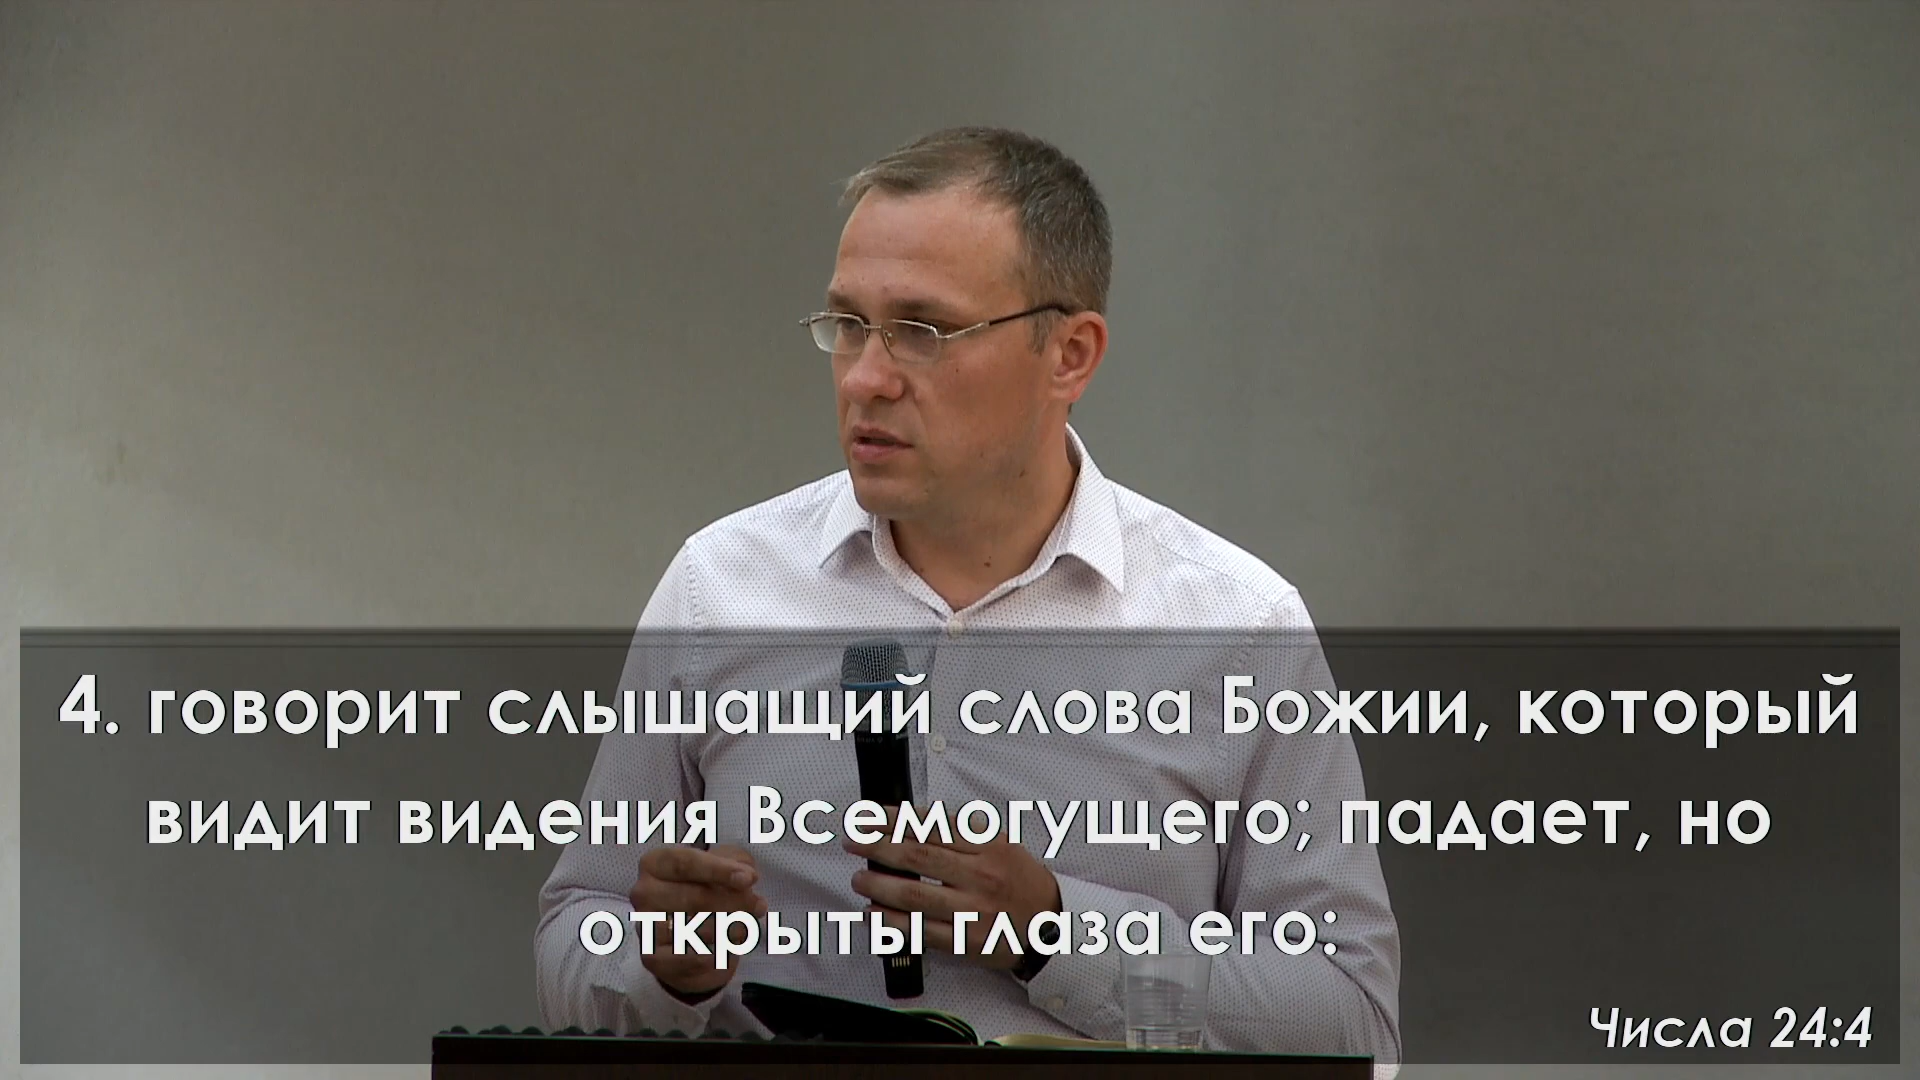 4. говорит слышащий слова Божии, который
видит видения Всемогущего; падает, но
открыты глаза его:
Числа 24:4